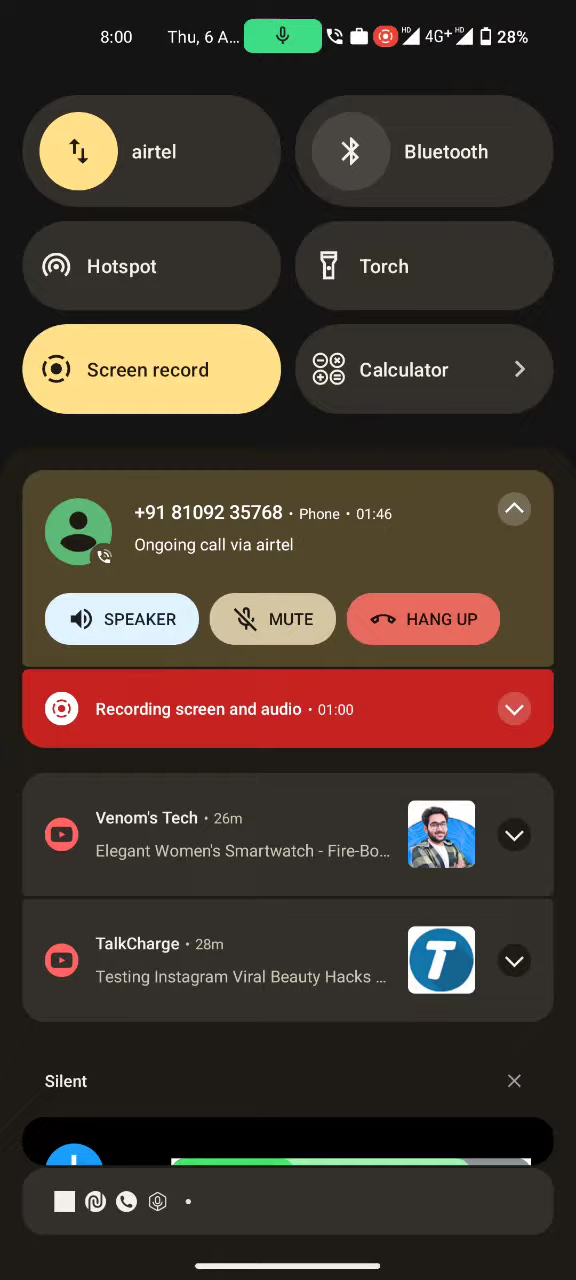 8:00 Thu, 6 A... HD 4G+ HD 28%
airtel
Bluetooth
Hotspot
Torch
Screen record
Calculator
+91 81092 35768 • Phone • 01:46
Ongoing call via airtel
SPEAKER
MUTE
HANG UP
Recording screen and audio • 01:00
Venom's Tech • 26m
Elegant Women's Smartwatch - Fire-Bo...
TalkCharge • 28m
Testing Instagram Viral Beauty Hacks ...
T
Silent